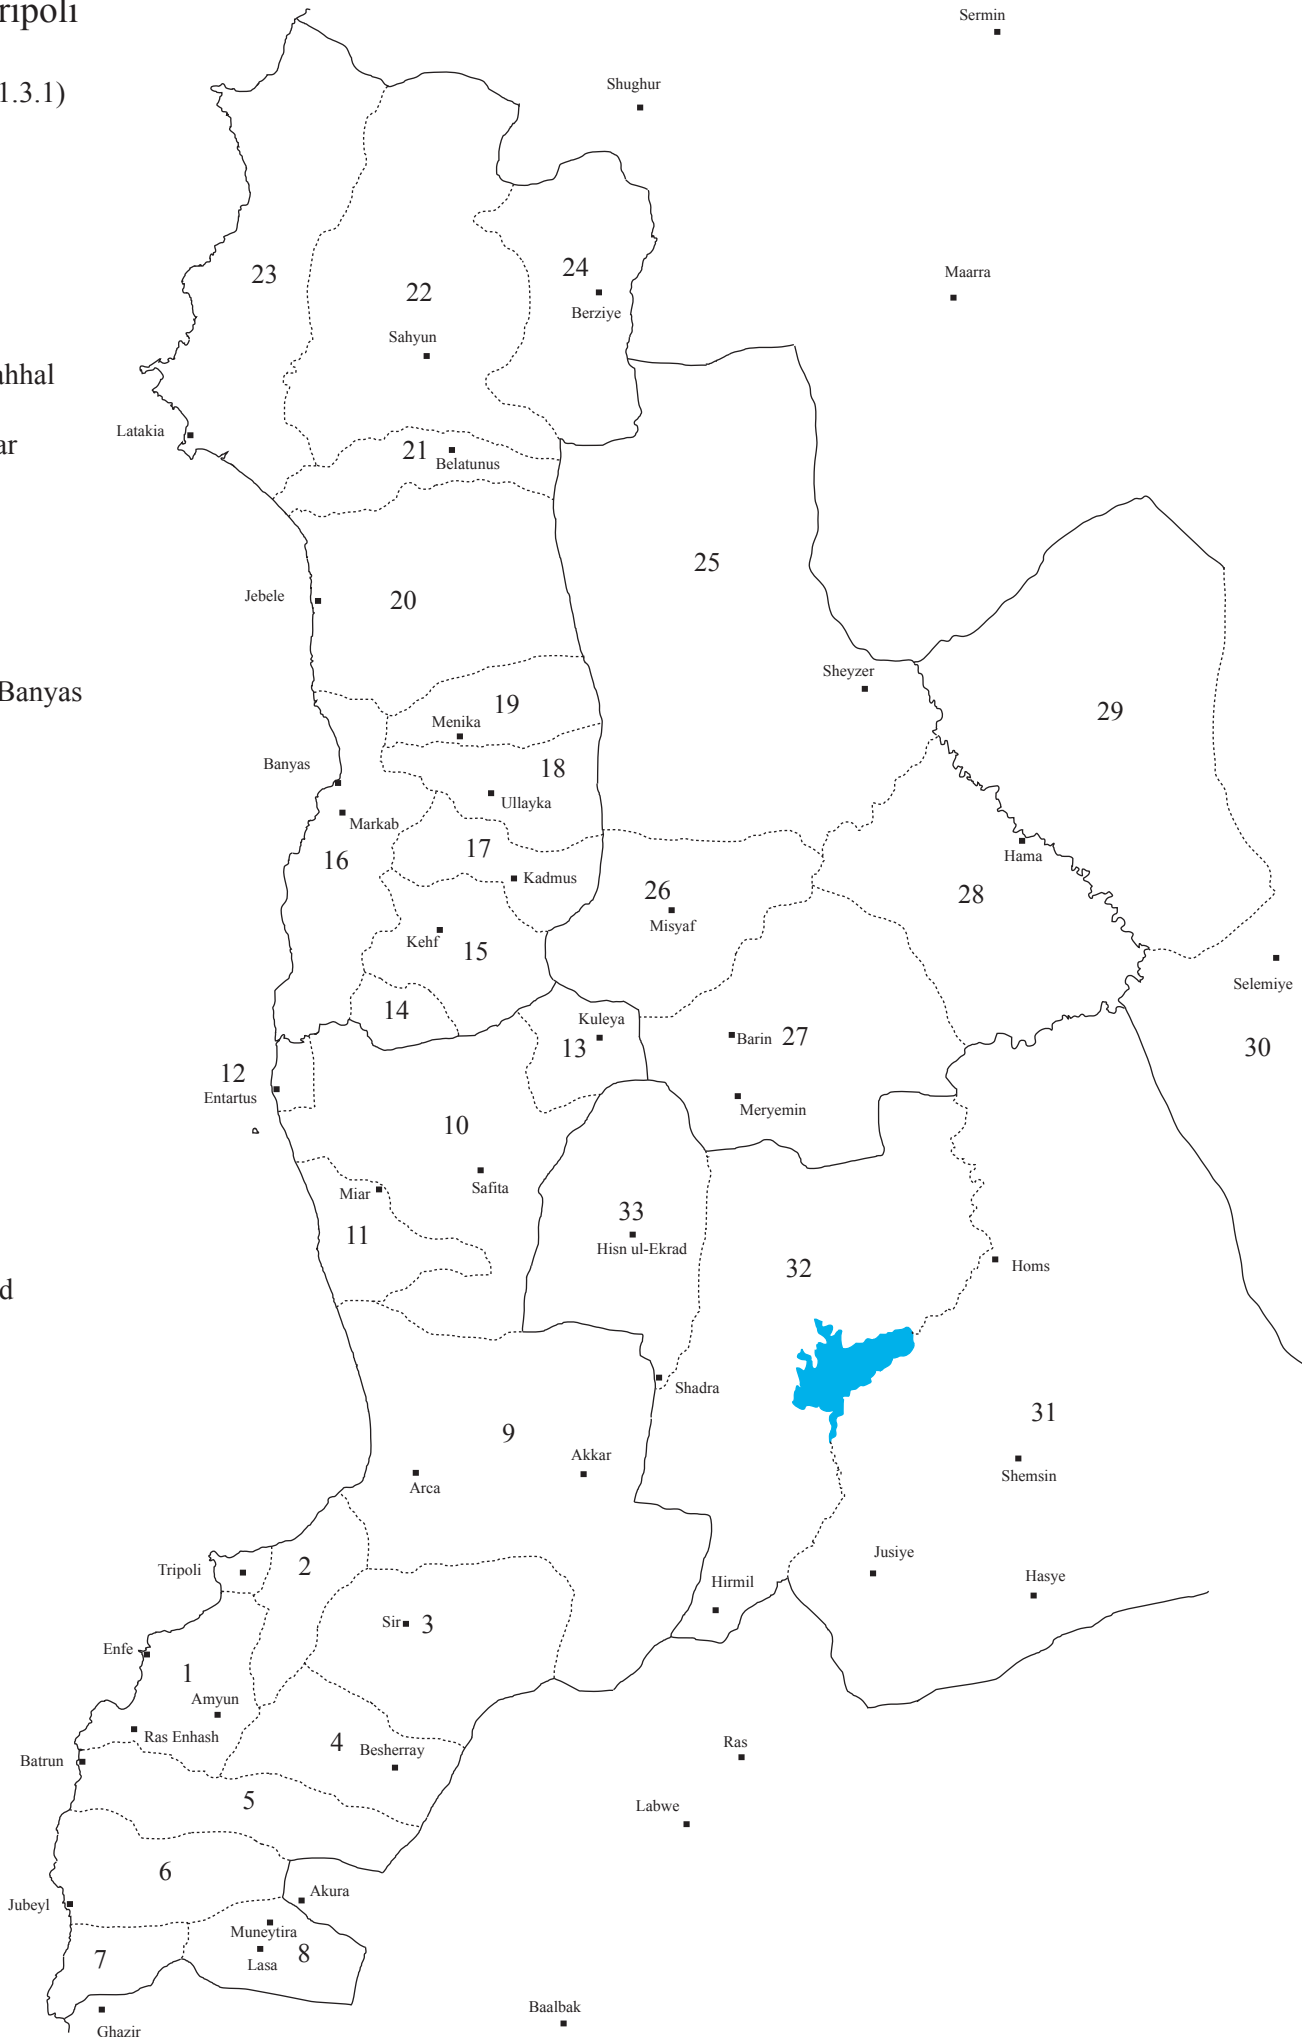 ripoli
Sermin
1.3.1)
Shughur
23
24
Maarra
22
Berziye
Sahyun
ahhal
Latakia
ar
21
Belatunus
25
Jebele
20
Sheyzer
Banyas
19
29
Menika
Banyas
18
Ullayka
Markab
17
16
Hama
Kadmus
26
28
Misyaf
Kehf
15
Selemiye
14
Kuleya
Barin
27
13
30
12
Entartus
Meryemin
10
Miar
Safita
33
11
Hisn ul-Ekrad
32
Homs
d
Shadra
31
9
Akkar
Arca
Shemsin
Tripoli
2
Jusiye
Hasye
Hirmil
Sir
3
Enfe
1
Amyun
Ras Enhash
4
Besherray
Ras
Batrun
5
Labwe
6
Akura
Jubeyl
Muneytira
8
7
Lasa
Baalbak
Ghazir